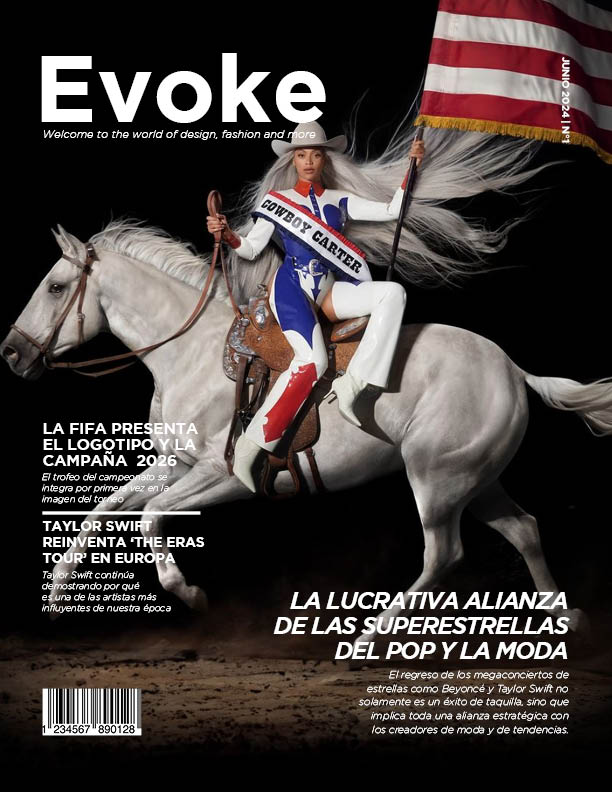 Evoke
Welcome to the world of design, fashion and more
JUNIO 2024 | Nº1
COWBOY CARTER
LA FIFA PRESENTA
EL LOGOTIPO Y LA
CAMPAÑA 2026
El trofeo del campeonato se
integra por primera vez en la
imagen del torneo
TAYLOR SWIFT
REINVENTA ‘THE ERAS
TOUR’ EN EUROPA
Taylor Swift continúa
demostrando por qué
es una de las artistas más
influyentes de nuestra época
LA LUCRATIVA ALIANZA
DE LAS SUPERESTRELLAS
DEL POP Y LA MODA
El regreso de los megaconciertos de
estrellas como Beyoncé y Taylor Swift no
solamente es un éxito de taquilla, sino que
implica toda una alianza estratégica con
los creadores de moda y de tendencias.
1 234567 890128